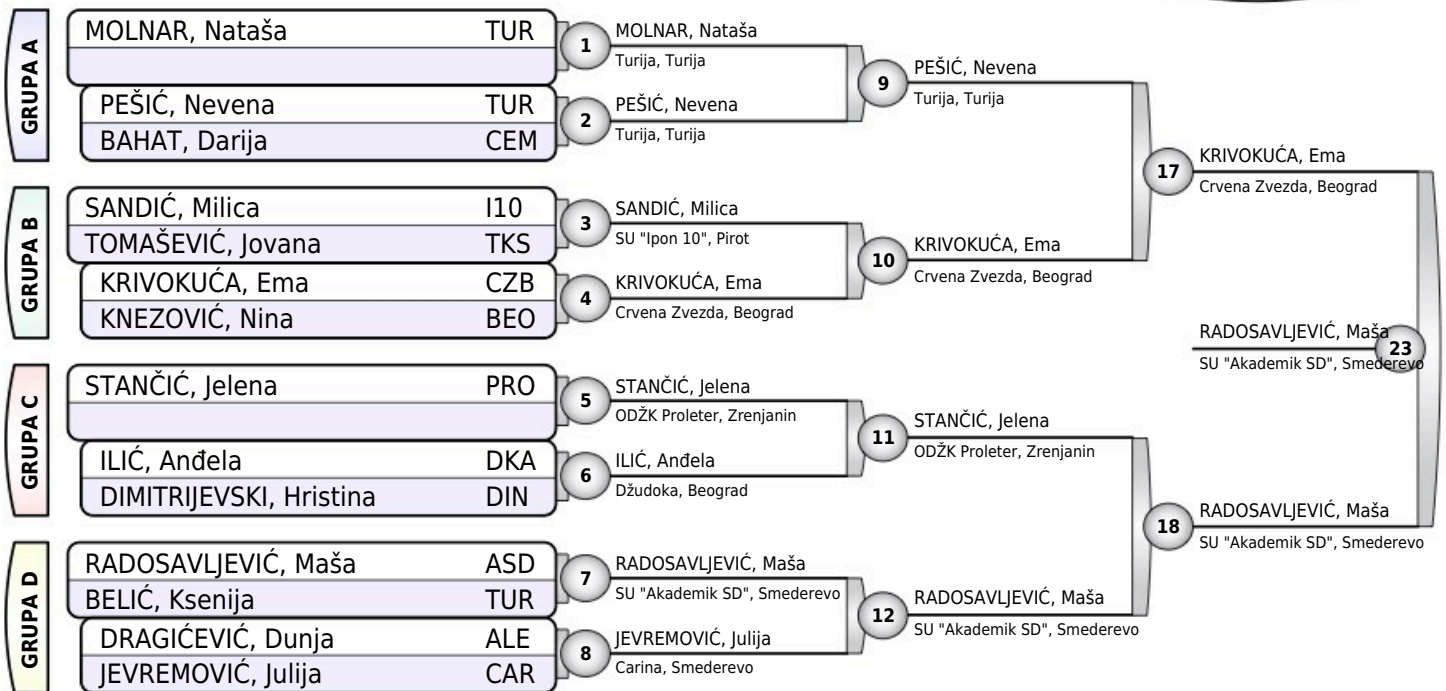 GRUPA A
MOLNAR, Nataša TUR
PEŠIĆ, Nevena TUR
BAHAT, Darija CEM
GRUPA B
SANDIĆ, Milica I10
TOMAŠEVIĆ, Jovana TKS
KRIVOKUĆA, Ema CZB
KNEZOVIĆ, Nina BEO
GRUPA C
STANČIĆ, Jelena PRO
ILIĆ, Anđela DKA
DIMITRIJEVSKI, Hristina DIN
GRUPA D
RADOSAVLJEVIĆ, Maša ASD
BELIĆ, Ksenija TUR
DRAGIĆEVIĆ, Dunja ALE
JEVREMOVIĆ, Julija CAR
1
MOLNAR, Nataša
Turija, Turija
2
PEŠIĆ, Nevena
Turija, Turija
3
SANDIĆ, Milica
SU "Ipon 10", Pirot
4
KRIVOKUĆA, Ema
Crvena Zvezda, Beograd
5
STANČIĆ, Jelena
ODŽK Proleter, Zrenjanin
6
ILIĆ, Anđela
Džudoka, Beograd
7
RADOSAVLJEVIĆ, Maša
SU "Akademik SD", Smederevo
8
JEVREMOVIĆ, Julija
Carina, Smederevo
9
PEŠIĆ, Nevena
Turija, Turija
10
KRIVOKUĆA, Ema
Crvena Zvezda, Beograd
11
STANČIĆ, Jelena
ODŽK Proleter, Zrenjanin
12
RADOSAVLJEVIĆ, Maša
SU "Akademik SD", Smederevo
17
KRIVOKUĆA, Ema
Crvena Zvezda, Beograd
18
RADOSAVLJEVIĆ, Maša
SU "Akademik SD", Smederevo
23
RADOSAVLJEVIĆ, Maša
SU "Akademik SD", Smederevo